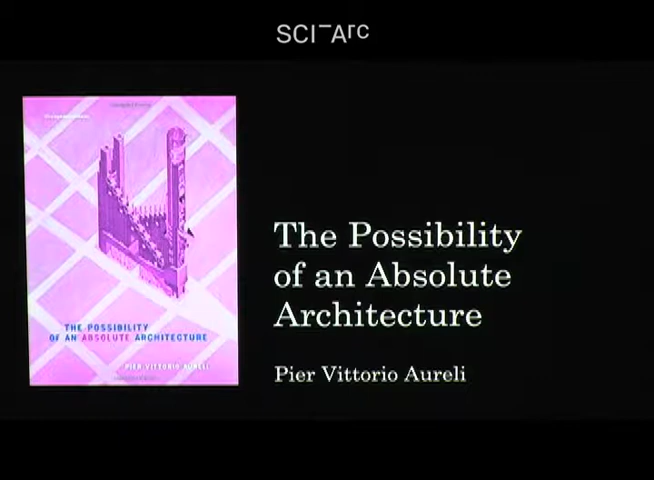 SCI-Arc
THE POSSIBILITY
OF AN ABSOLUTE ARCHITECTURE
PIER VITTORIO AURELI
The Possibility
of an Absolute
Architecture
Pier Vittorio Aureli